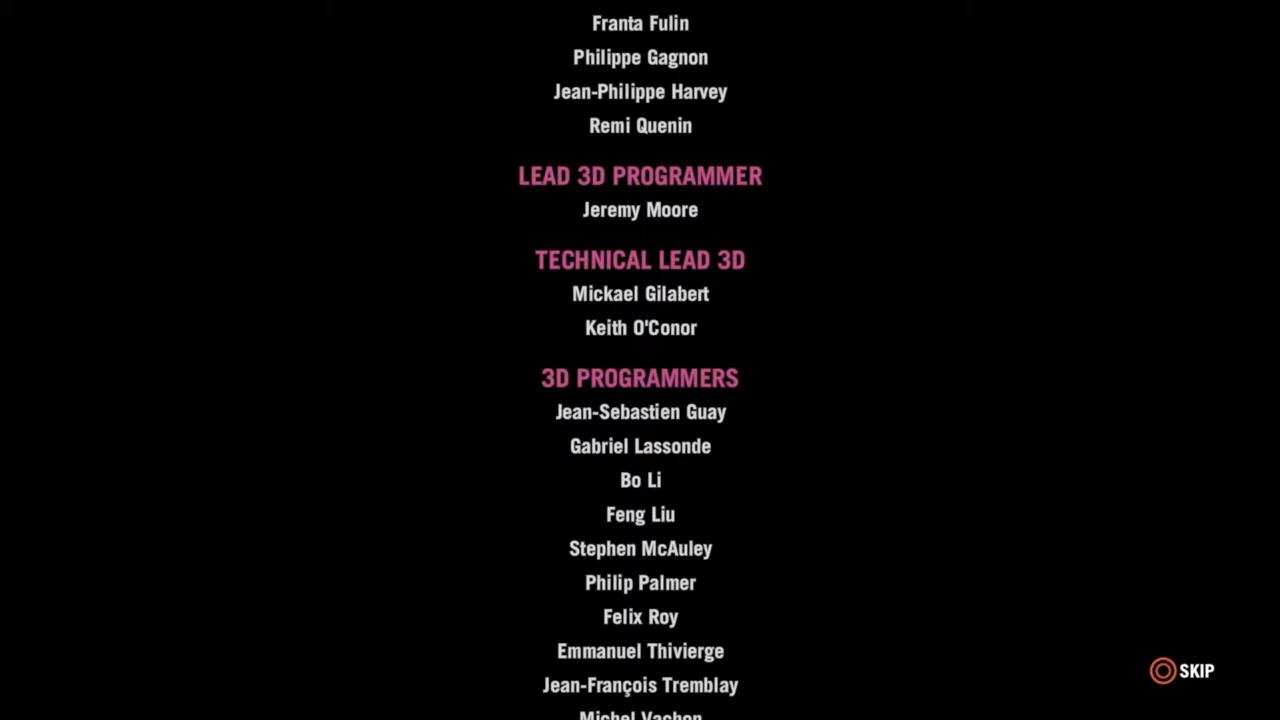 Franta Fulin
Philippe Gagnon
Jean-Philippe Harvey
Remi Quenin
LEAD 3D PROGRAMMER
Jeremy Moore
TECHNICAL LEAD 3D
Mickael Gilabert
Keith O'Conor
3D PROGRAMMERS
Jean-Sebastien Guay
Gabriel Lassonde
Bo Li
Feng Liu
Stephen McAuley
Philip Palmer
Felix Roy
Emmanuel Thivierge
SKIP
Jean-François Tremblay
Michel Vachon